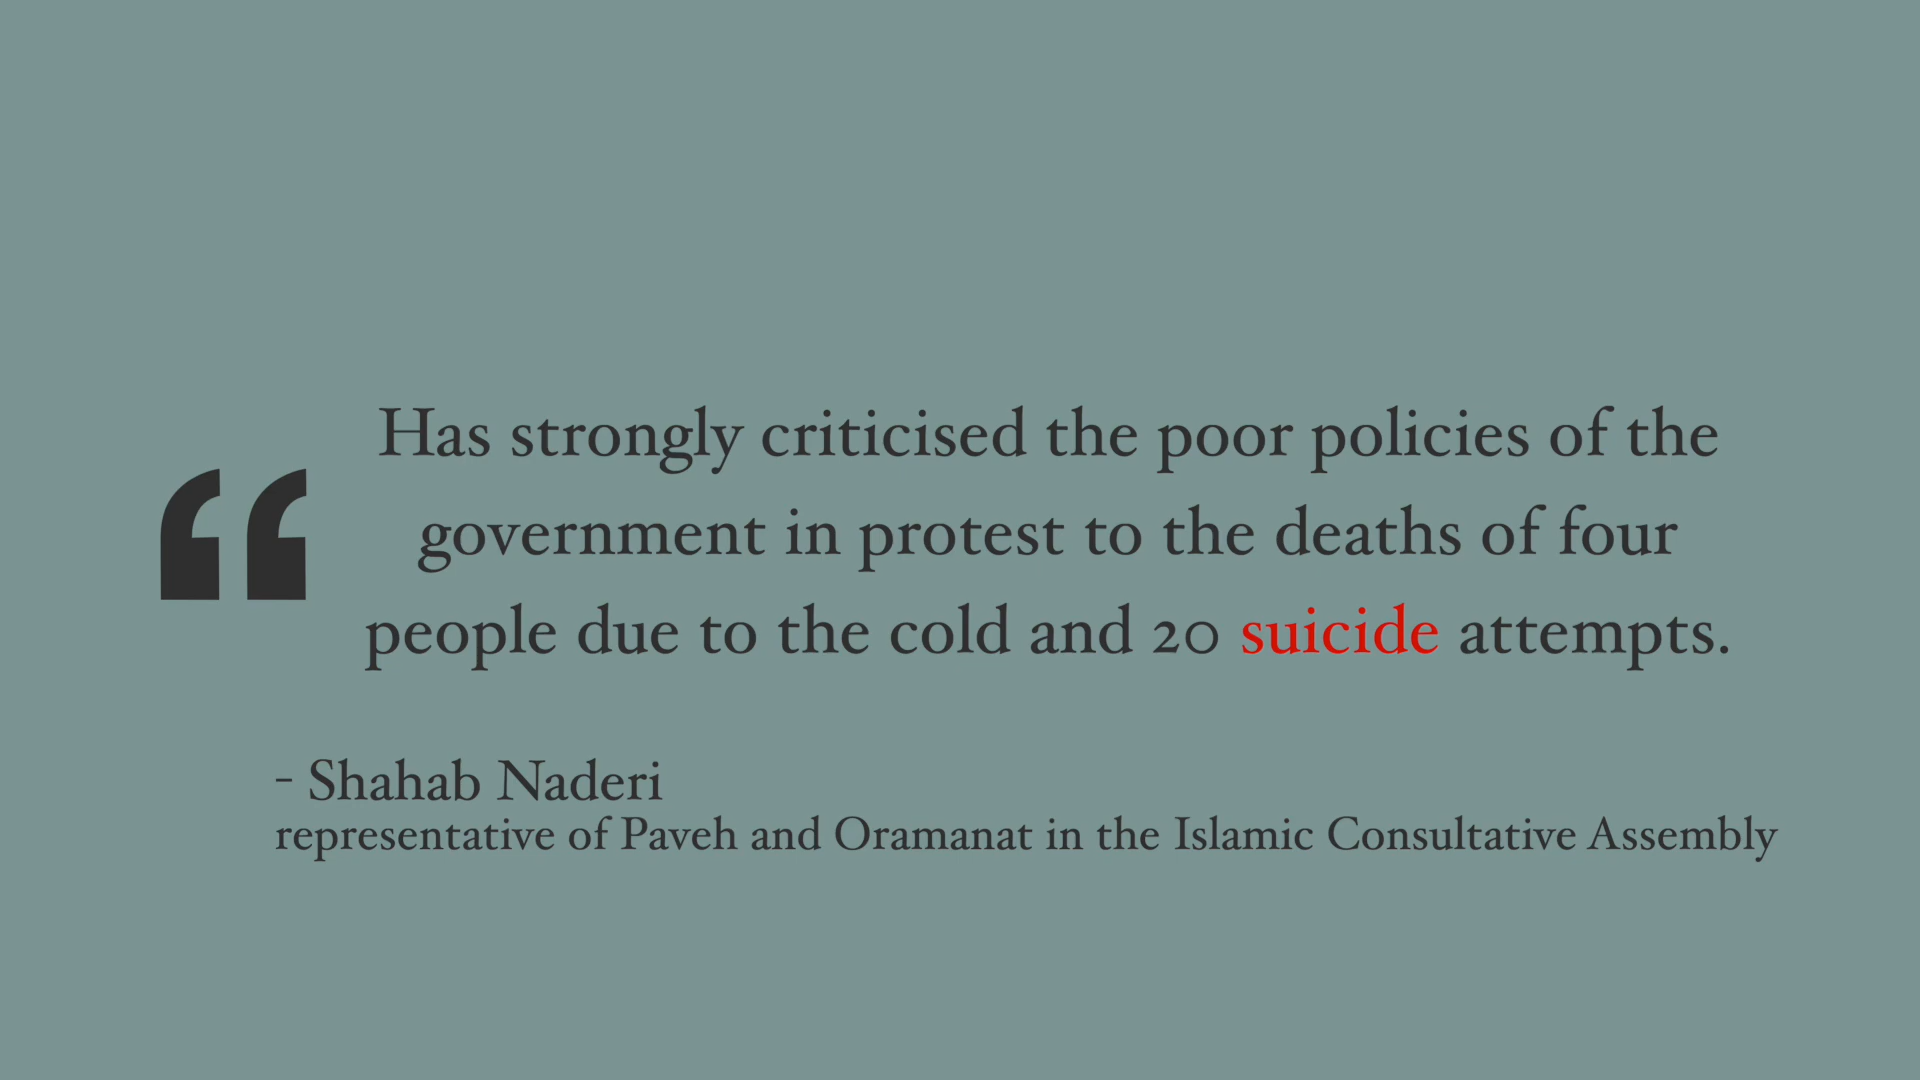 “
Has strongly criticised the poor policies of the
government in protest to the deaths of four
people due to the cold and 20 suicide attempts.
- Shahab Naderi
representative of Paveh and Oramanat in the Islamic Consultative Assembly